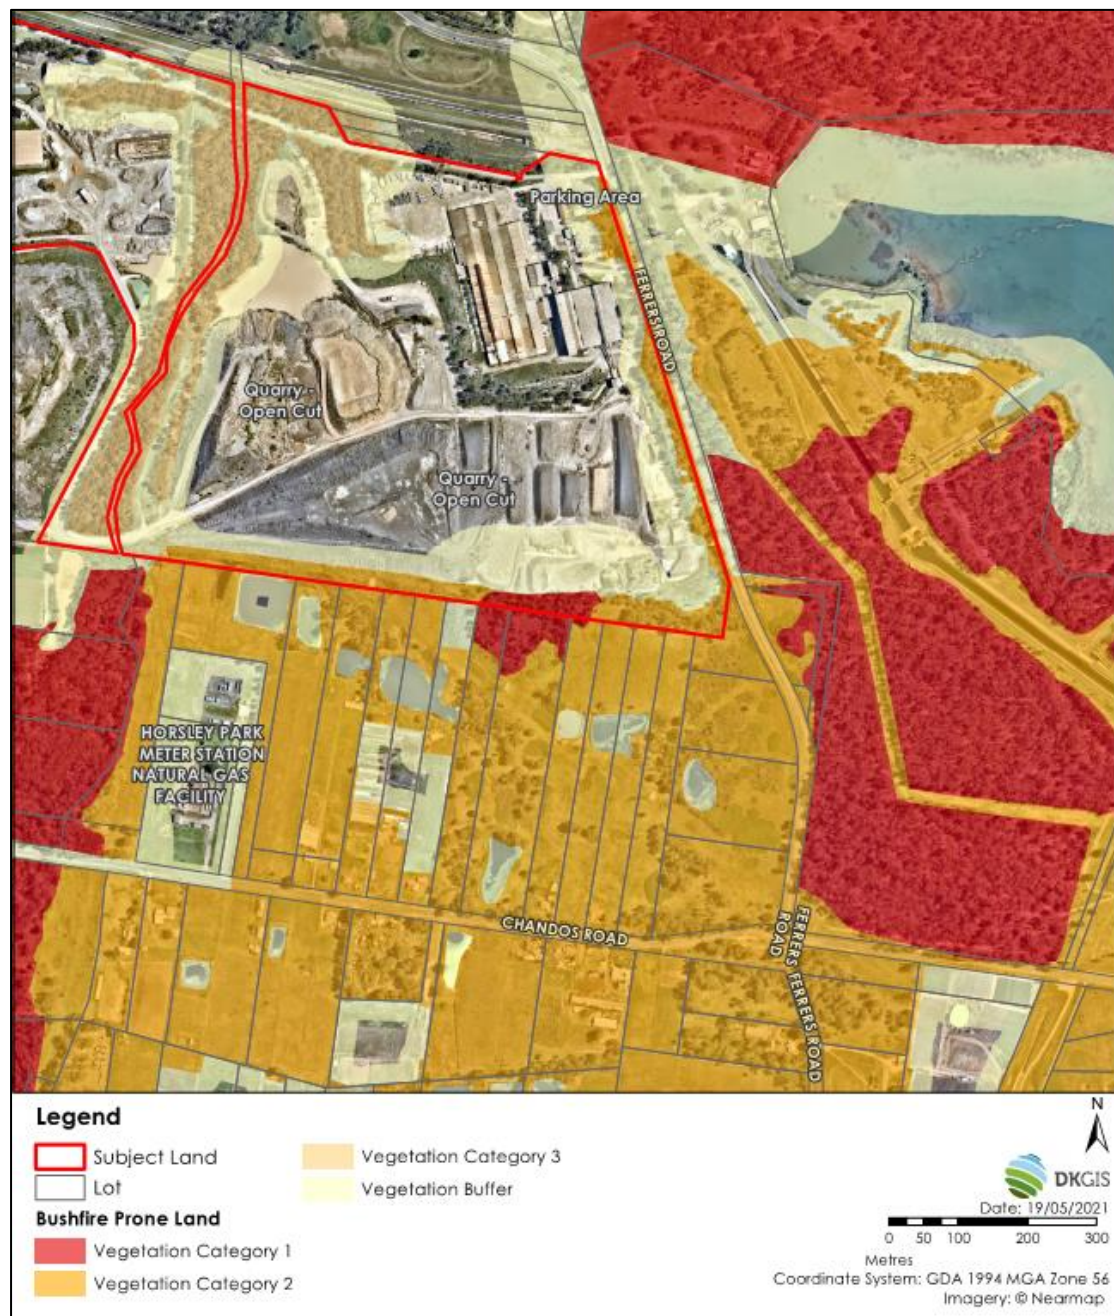 Parking Area
FERRERS ROAD
Quarry -
Open Cut
Quarry -
Open Cut
HORSLEY PARK
METER STATION
NATURAL GAS
FACILITY
CHANDOS ROAD
FERRERS
ROAD
FERRERS ROAD
Legend
Subject Land
Lot
Bushfire Prone Land
Vegetation Category 1
Vegetation Category 2
Vegetation Category 3
Vegetation Buffer
N
DKGIS
Date: 19/05/2021
0 50 100 200 300
Metres
Coordinate System: GDA 1994 MGA Zone 56
Imagery: © Nearmap